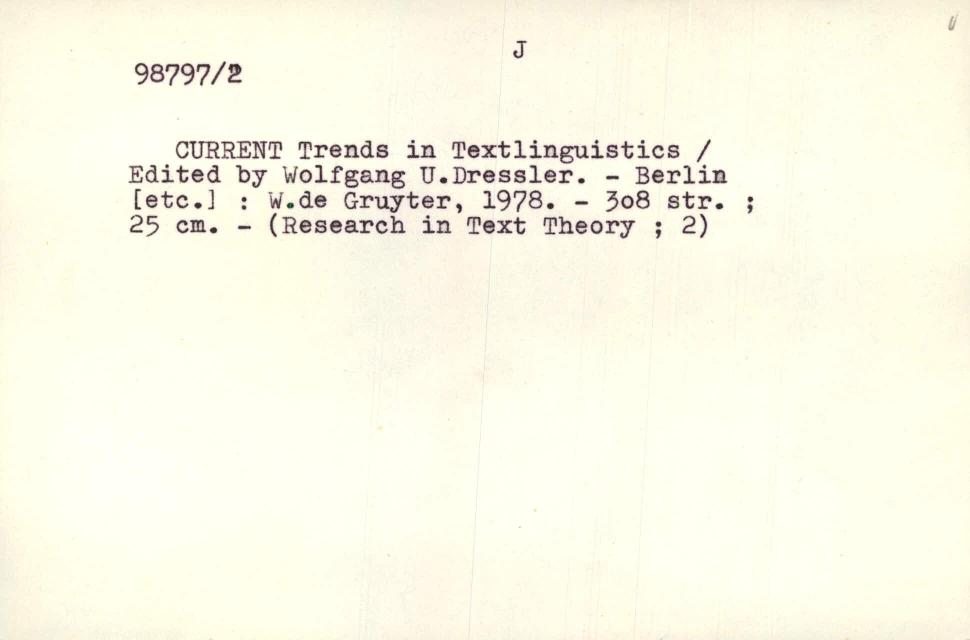 J
98797/2
CURRENT Trends in Textlinguistics /
Edited by Wolfgang U.Dressler. - Berlin
[etc.] : W.de Gruyter, 1978. - 308 str. ;
25 cm. - (Research in Text Theory ; 2)